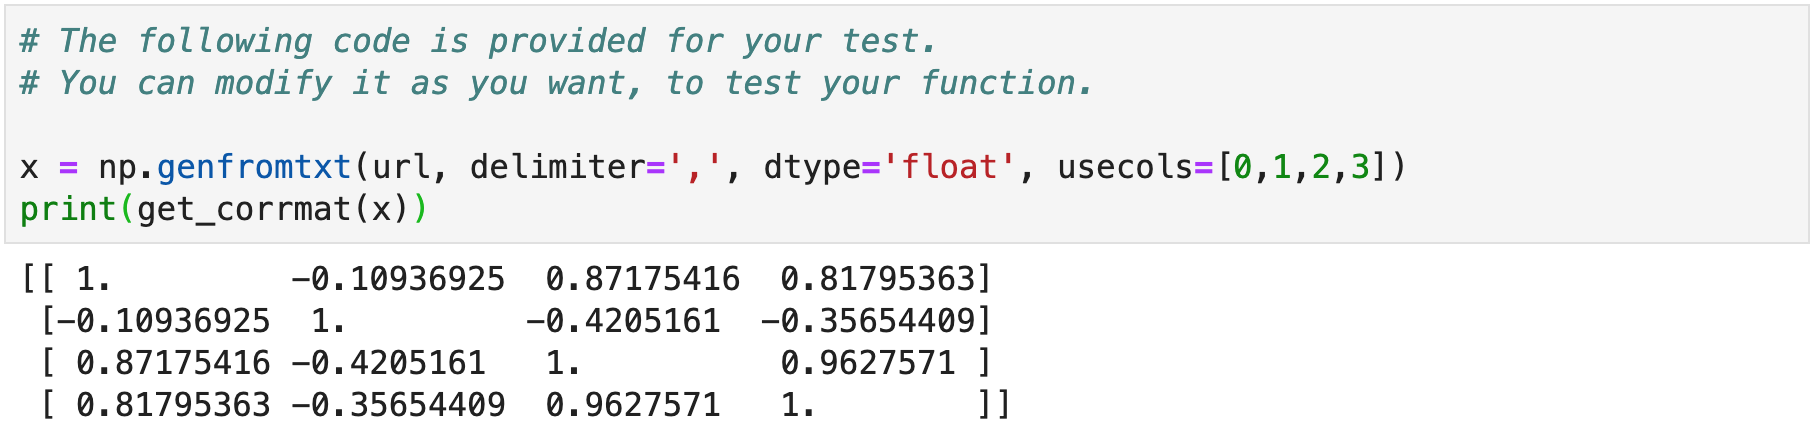 # The following code is provided for your test.
# You can modify it as you want, to test your function.
x = np.genfromtxt(url, delimiter=',', dtype='float', usecols=[0,1,2,3])
print(get_corrmat(x))
[[ 1.         -0.10936925  0.87175416  0.81795363]
 [-0.10936925  1.         -0.4205161  -0.35654409]
 [ 0.87175416 -0.4205161   1.          0.9627571 ]
 [ 0.81795363 -0.35654409  0.9627571   1.        ]]